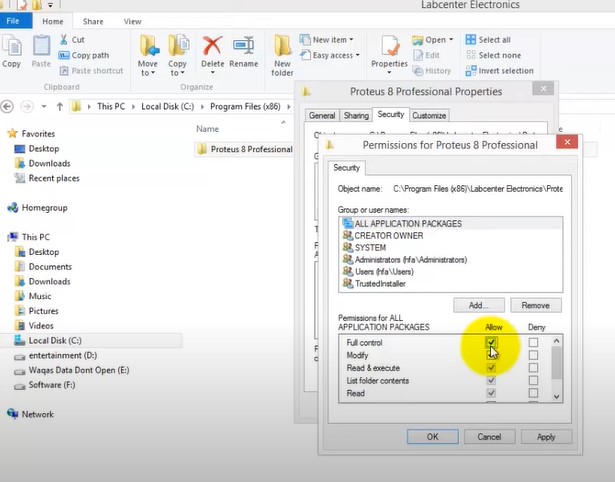 Labcenter Electronics
File Home Share View
Copy
Paste
Cut
Copy path
Paste shortcut
Clipboard
Move to
Copy to
Delete
Rename
Organize
New folder
New item
Easy access
New
Properties
Open
Edit
History
Open
Select all
Select none
Invert selection
Select
This PC Local Disk (C:) Program Files (x86)
Name
Proteus 8 Professional
Favorites
Desktop
Downloads
Recent places
Homegroup
This PC
Desktop
Documents
Downloads
Music
Pictures
Videos
Local Disk (C:)
entertainment (D:)
Waqas Data Dont Open (E:)
Software (F:)
Network
Proteus 8 Professional Properties
General Sharing Security Customize
Permissions for Proteus 8 Professional
Security
Object name: C:\Program Files (x86)\Labcenter Electronics\Prote
Group or user names:
ALL APPLICATION PACKAGES
CREATOR OWNER
SYSTEM
Administrators (hfa\Administrators)
Users (hfa\Users)
TrustedInstaller
Add... Remove
Permissions for ALL
APPLICATION PACKAGES Allow Deny
Full control
Modify
Read & execute
List folder contents
Read
OK Cancel Apply